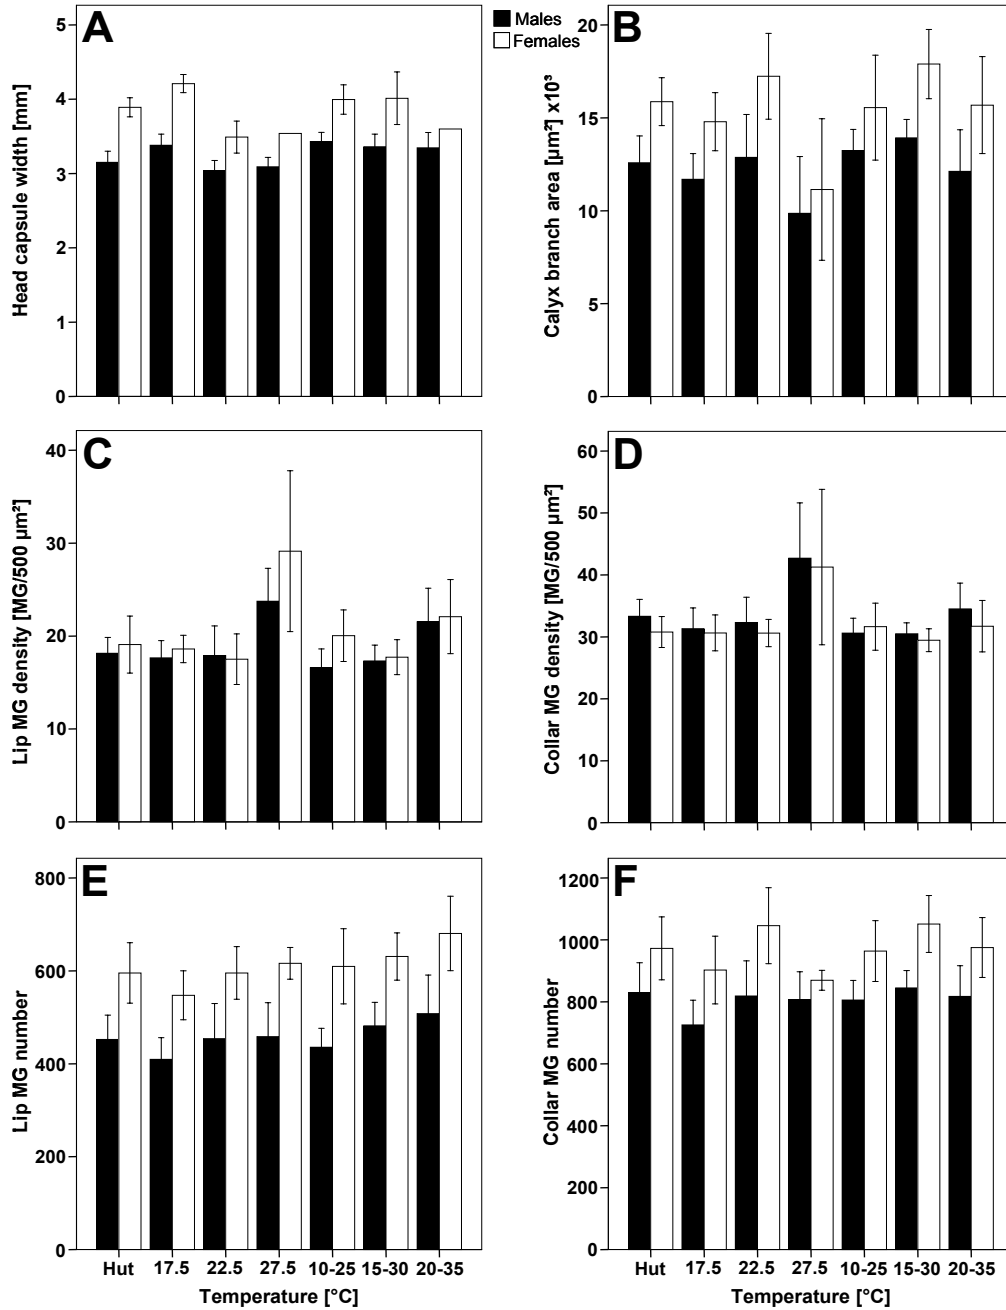 A
Head capsule width [mm]
5
4
3
2
1
0
Males
Females
B
Calyx branch area [µm²] x10³
20
15
10
5
0
C
Lip MG density [MG/500 µm²]
40
30
20
10
0
D
Collar MG density [MG/500 µm²]
60
50
40
30
20
10
0
E
Lip MG number
800
600
400
200
0
Hut 17.5 22.5 27.5 10-25 15-30 20-35
Temperature [°C]
F
Collar MG number
1200
1000
800
600
400
200
0
Hut 17.5 22.5 27.5 10-25 15-30 20-35
Temperature [°C]